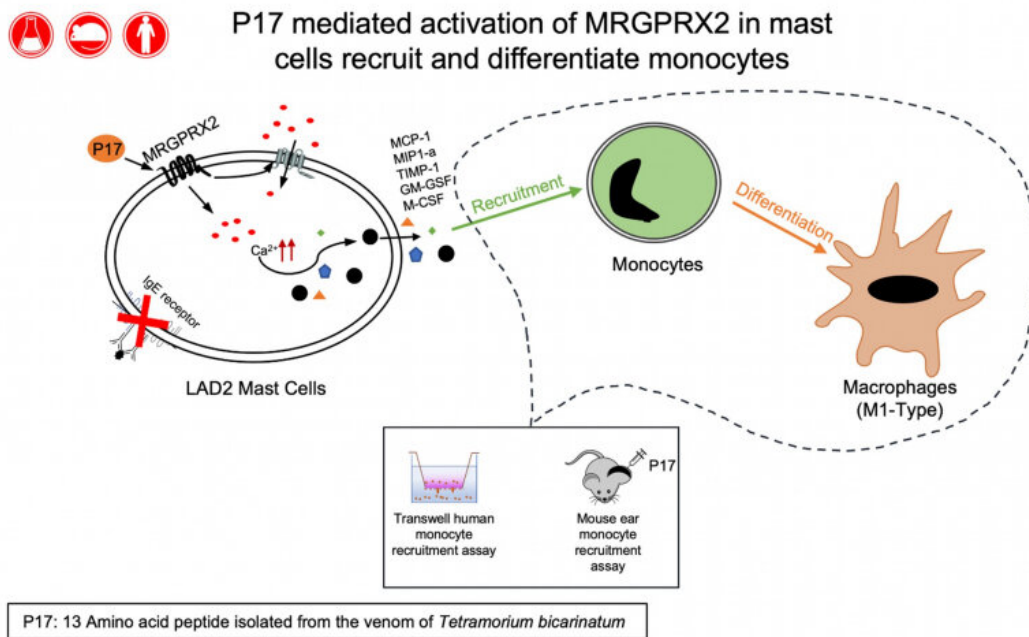 P17 mediated activation of MRGPRX2 in mast
cells recruit and differentiate monocytes
P17
MRGPRX2
MCP-1
MIP1-a
TIMP-1
GM-GSF
M-CSF
Ca2+
IgE receptor
LAD2 Mast Cells
Recruitment
Monocytes
Differentiation
Macrophages
(M1-Type)
Transwell human
monocyte
recruitment assay
P17
Mouse ear
monocyte
recruitment
assay
P17: 13 Amino acid peptide isolated from the venom of Tetramorium bicarinatum